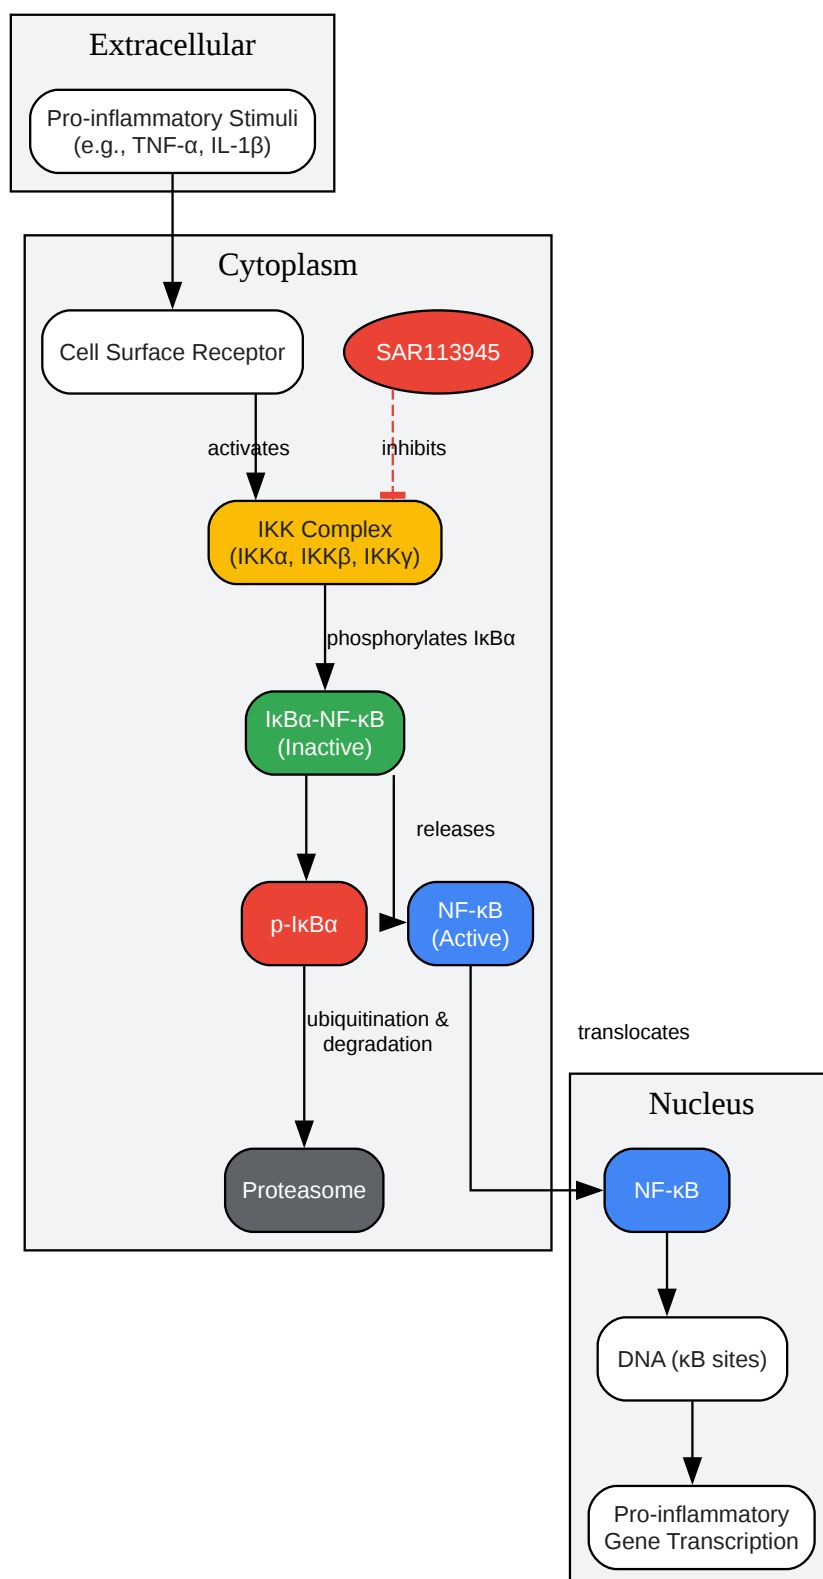 Extracellular
Pro-inflammatory Stimuli
(e.g., TNF-α, IL-1β)
Cytoplasm
Cell Surface Receptor
SAR113945
activates
inhibits
IKK Complex
(IKKα, IKKβ, IKKγ)
phosphorylates IκBα
IκBα-NF-κB
(Inactive)
releases
p-IκBα
NF-κB
(Active)
ubiquitination &
degradation
translocates
Nucleus
Proteasome
NF-κB
DNA (κB sites)
Pro-inflammatory
Gene Transcription